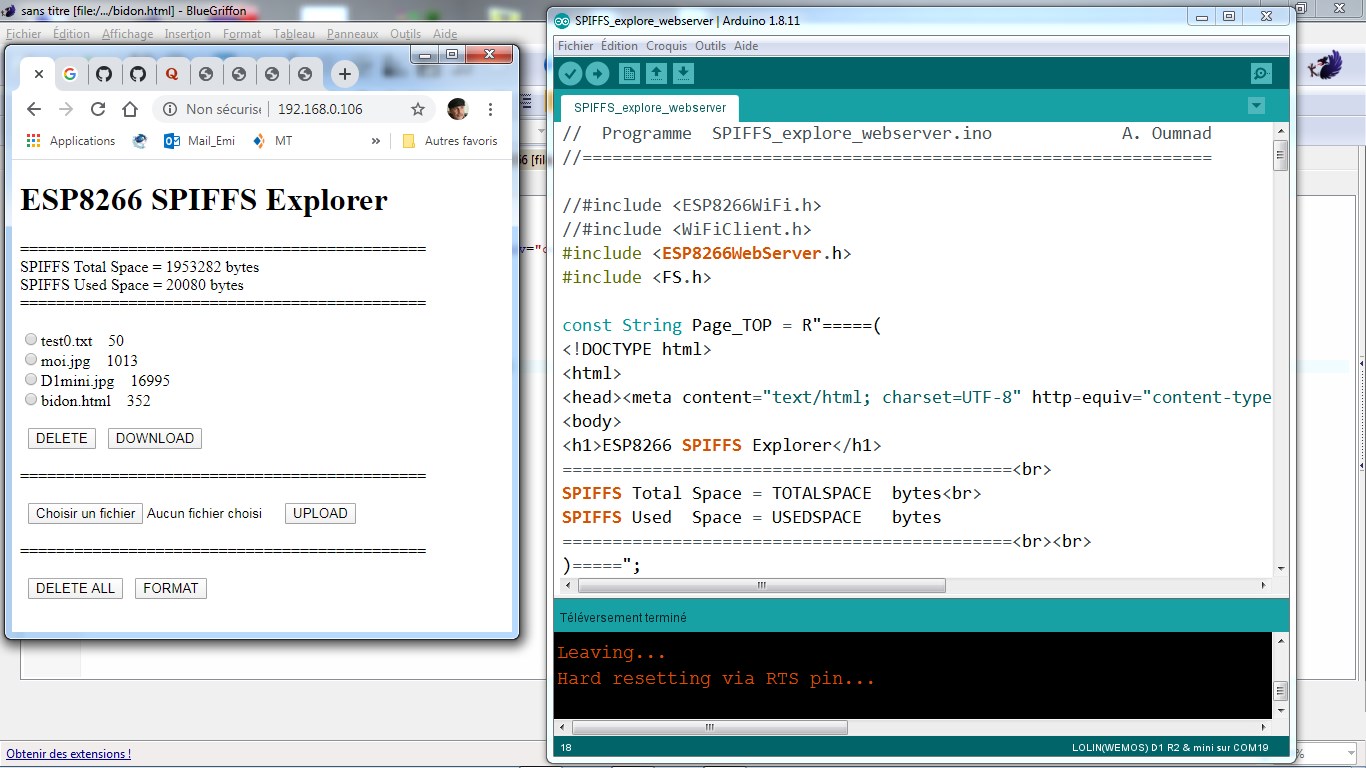 sans titre [file:/.../bidon.html] - BlueGriffon
Fichier Édition Affichage Insertion Format Tableau Panneaux Outils Aide
Non sécurisé 192.168.0.106
Applications Mail_Emi MT » Autres favoris
ESP8266 SPIFFS Explorer
=============================================
SPIFFS Total Space = 1953282 bytes
SPIFFS Used Space = 20080 bytes
=============================================
test0.txt 50
moi.jpg 1013
D1mini.jpg 16995
bidon.html 352
DELETE DOWNLOAD
=============================================
Choisir un fichier Aucun fichier choisi UPLOAD
=============================================
DELETE ALL FORMAT
Obtenir des extensions !
SPIFFS_explore_webserver | Arduino 1.8.11
Fichier Édition Croquis Outils Aide
SPIFFS_explore_webserver
// Programme SPIFFS_explore_webserver.ino A. Oumnad
//===============================================================
//#include <ESP8266WiFi.h>
//#include <WiFiClient.h>
#include <ESP8266WebServer.h>
#include <FS.h>
const String Page_TOP = R"=====(
<!DOCTYPE html>
<html>
<head><meta content="text/html; charset=UTF-8" http-equiv="content-type
<body>
<h1>ESP8266 SPIFFS Explorer</h1>
=============================================<br>
SPIFFS Total Space = TOTALSPACE bytes<br>
SPIFFS Used Space = USEDSPACE bytes
=============================================<br><br>
)=====";
Téléversement terminé
Leaving...
Hard resetting via RTS pin...
18 LOLIN(WEMOS) D1 R2 & mini sur COM19